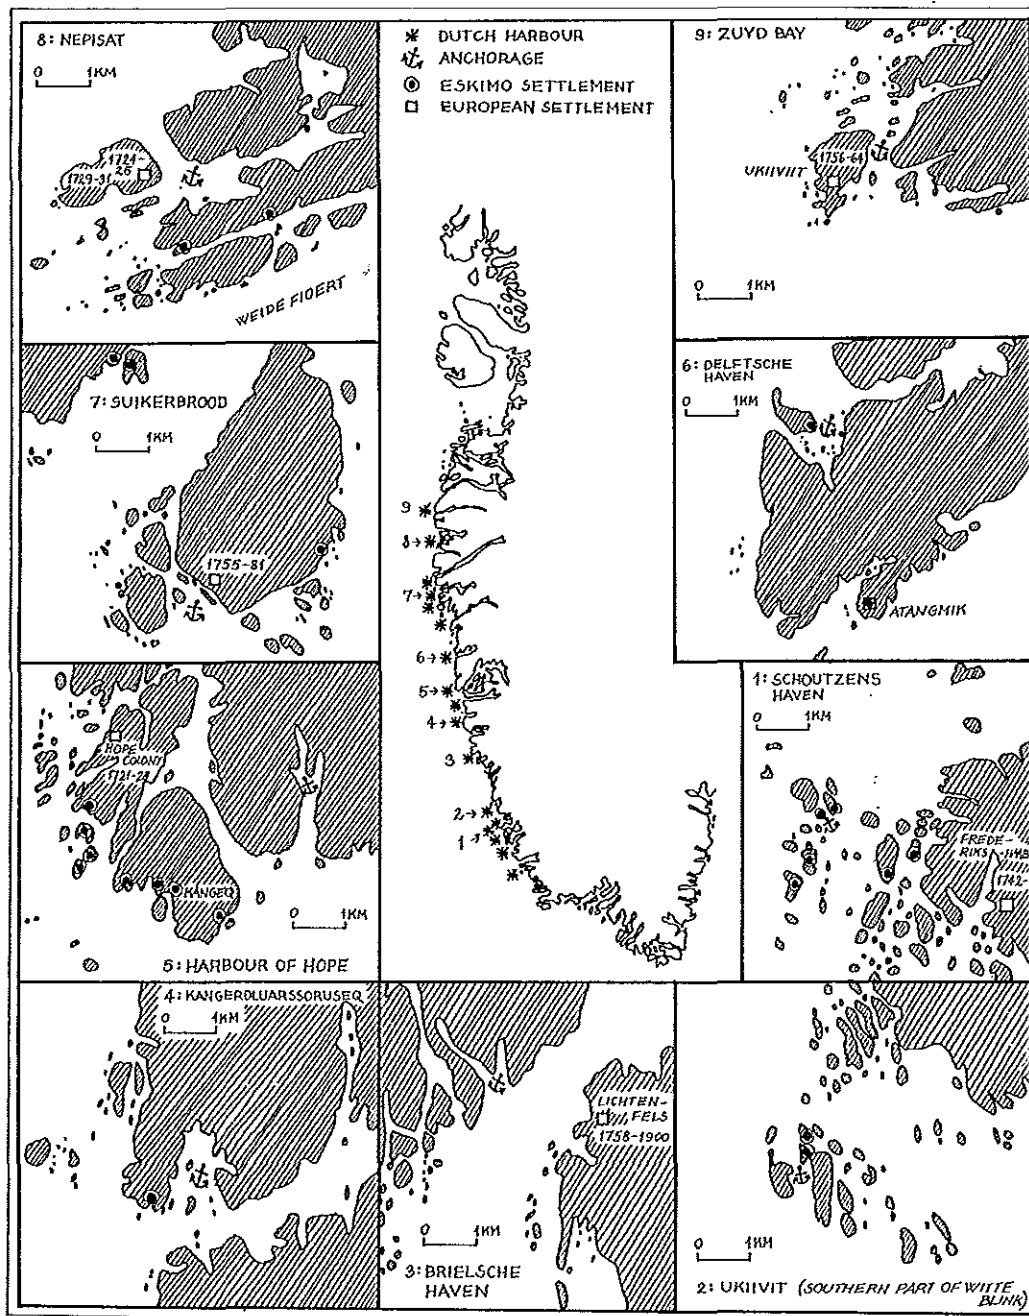 8: NEPISAT
0 1KM
1724-
25
1729-31
WEIDE FIOERT
DUTCH HARBOUR
ANCHORAGE
ESKIMO SETTLEMENT
EUROPEAN SETTLEMENT
9: ZUYD BAY
1756-64
UKIIVIIT
0 1KM
7: SUIKERBROOD
0 1KM
1755-81
6: DELFTSCHE
HAVEN
0 1KM
ATANGMIK
9
8
7
6
5
4
3
2
1
HOPE
COLONY
1721-28
KANGEQ
0 1KM
5: HARBOUR OF HOPE
1: SCHOUTZENS
HAVEN
0 1KM
FREDE-
RIKS
1742-
4: KANGERDLUARSSORUSEQ
0 1KM
LICHTEN-
FELS
1758-1900
0 1KM
3: BRIELSCHE
HAVEN
0 1KM
2: UKIIVIT (SOUTHERN PART OF WITTE
BLINK)